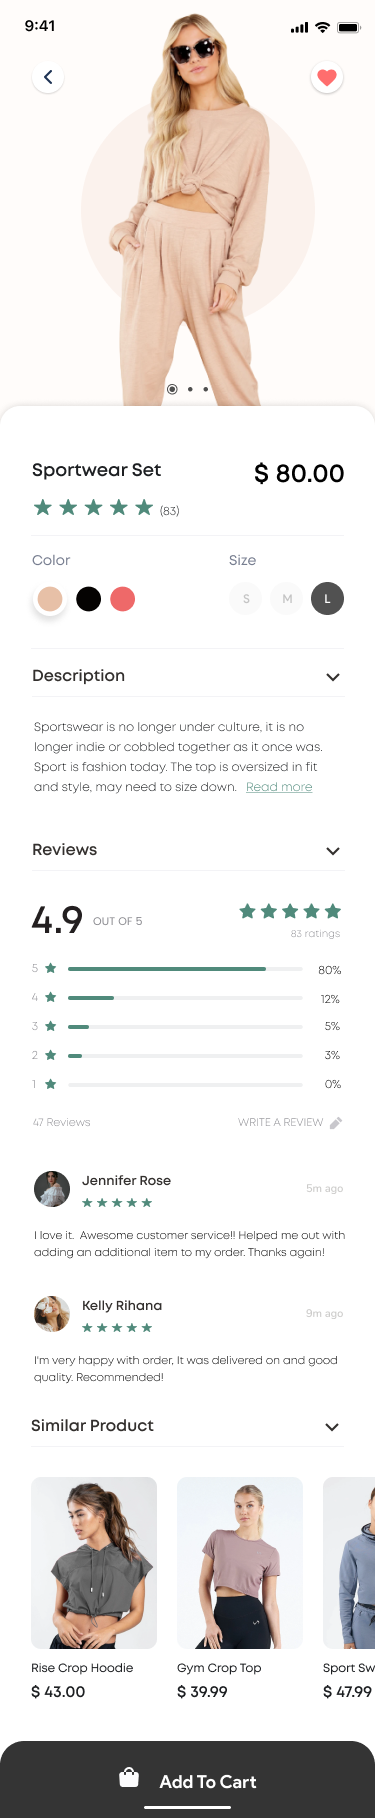 9:41
Sportwear Set
$ 80.00
(83)
Color
Size
S
M
L
Description
Sportswear is no longer under culture, it is no
longer indie or cobbled together as it once was.
Sport is fashion today. The top is oversized in fit
and style, may need to size down. Read more
Reviews
4.9 OUT OF 5
83 ratings
5 80%
4 12%
3 5%
2 3%
1 0%
47 Reviews
WRITE A REVIEW
Jennifer Rose
5m ago
I love it. Awesome customer service!! Helped me out with
adding an additional item to my order. Thanks again!
Kelly Rihana
9m ago
I'm very happy with order, It was delivered on and good
quality. Recommended!
Similar Product
Rise Crop Hoodie
$ 43.00
Gym Crop Top
$ 39.99
Sport Sw
$ 47.99
Add To Cart